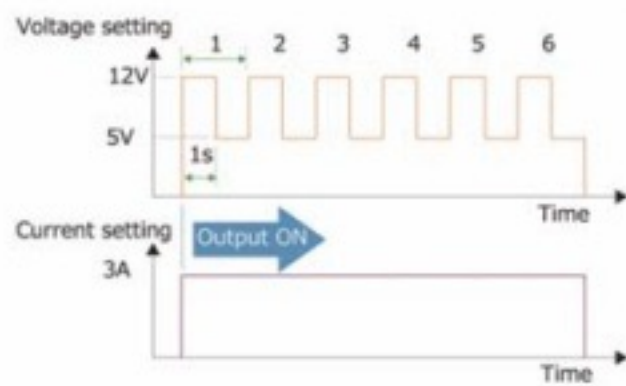 Voltage setting
1 2 3 4 5 6
12V
5V
1s
Time
Current setting
Output ON
3A
Time